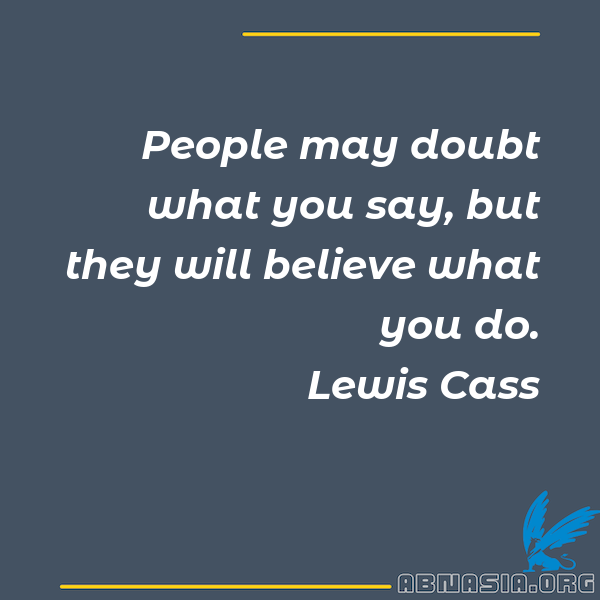 People may doubt
what you say, but
they will believe what
you do.
Lewis Cass
ABNASIA.ORG